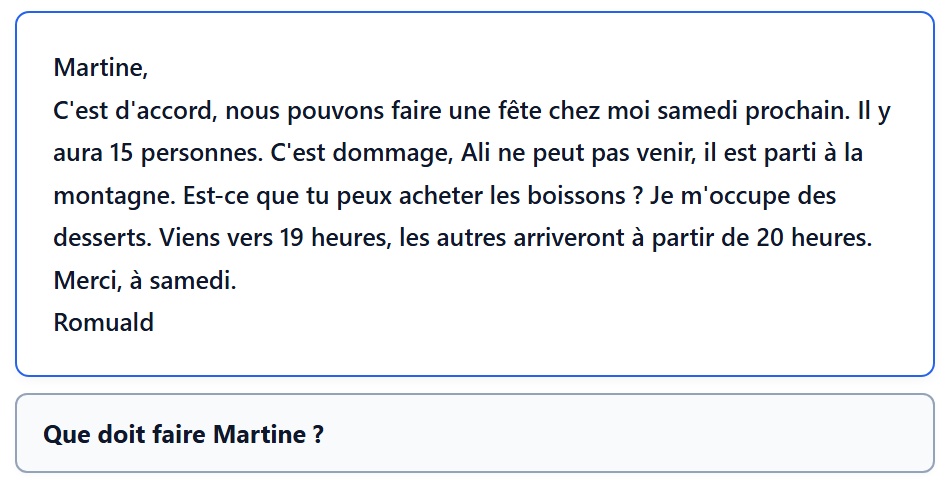 Martine,
C'est d'accord, nous pouvons faire une fête chez moi samedi prochain. Il y
aura 15 personnes. C'est dommage, Ali ne peut pas venir, il est parti à la
montagne. Est-ce que tu peux acheter les boissons ? Je m'occupe des
desserts. Viens vers 19 heures, les autres arriveront à partir de 20 heures.
Merci, à samedi.
Romuald
Que doit faire Martine ?